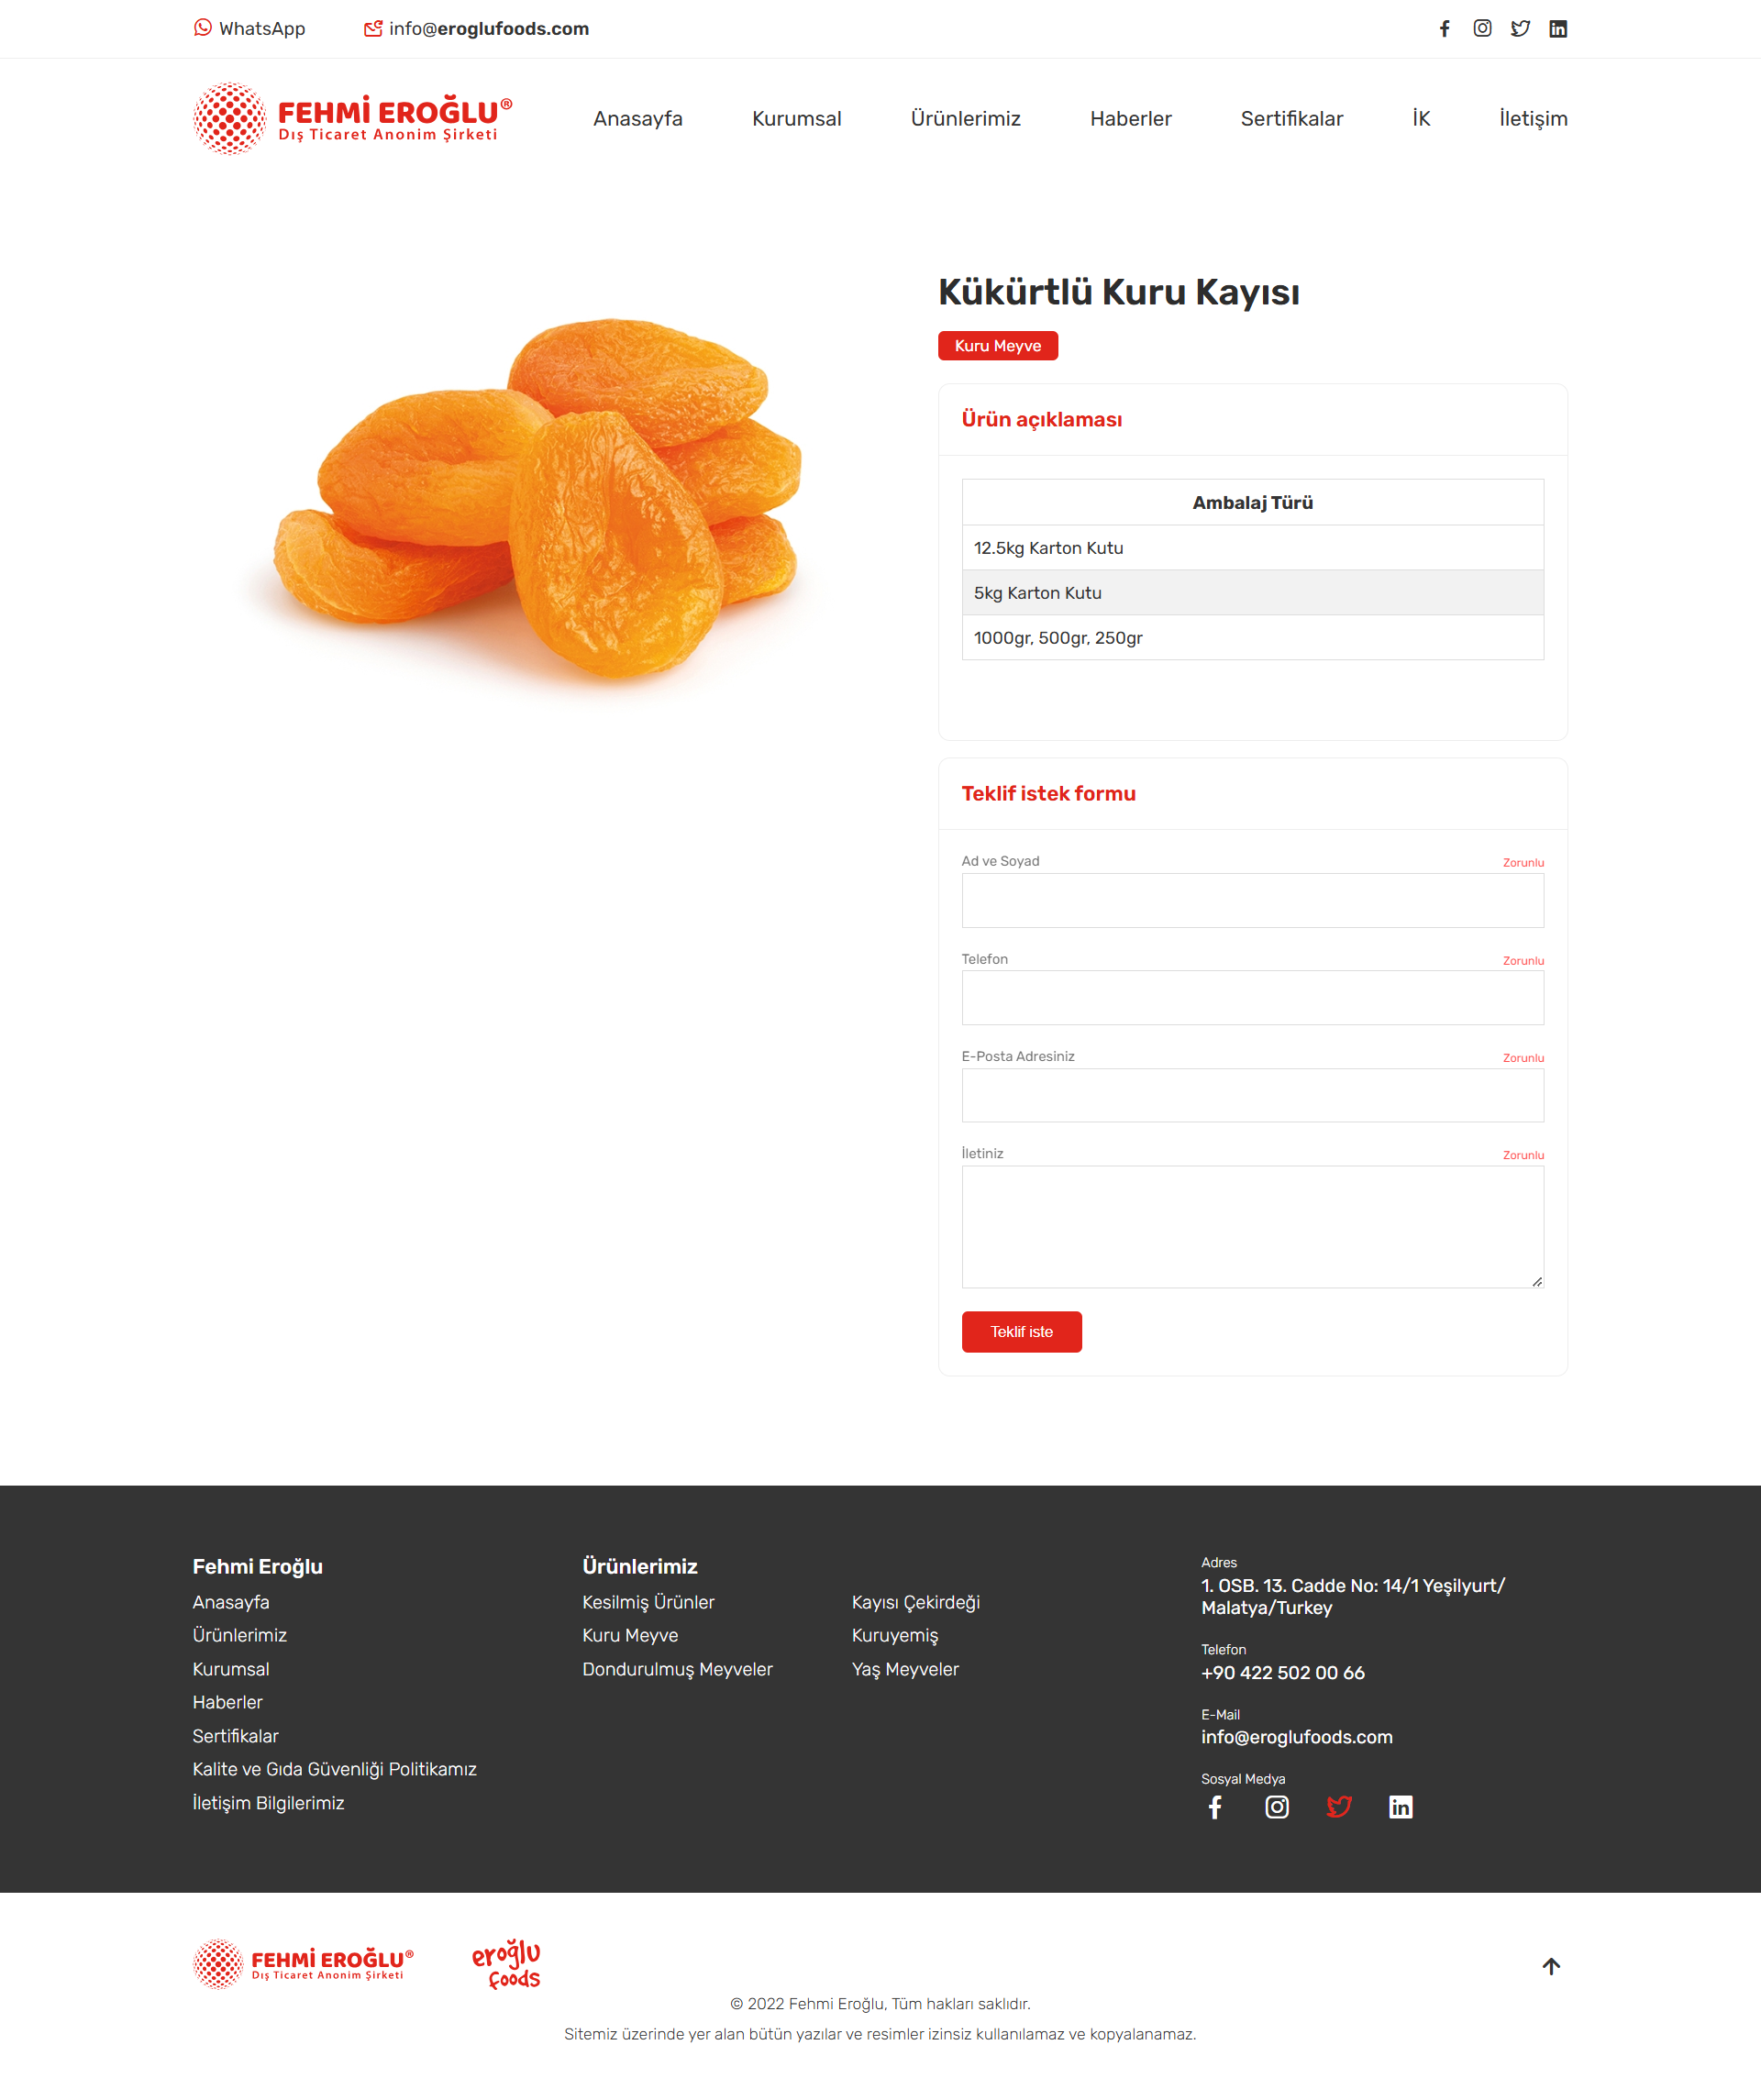 WhatsApp
info@eroglufoods.com
FEHMİ EROĞLU®
Dış Ticaret Anonim Şirketi
Anasayfa
Kurumsal
Ürünlerimiz
Haberler
Sertifikalar
İK
İletişim
Kükürtlü Kuru Kayısı
Kuru Meyve
Ürün açıklaması
Ambalaj Türü
12.5kg Karton Kutu
5kg Karton Kutu
1000gr, 500gr, 250gr
Teklif istek formu
Ad ve Soyad
Zorunlu
Telefon
Zorunlu
E-Posta Adresiniz
Zorunlu
İletiniz
Zorunlu
Teklif iste
Fehmi Eroğlu
Anasayfa
Ürünlerimiz
Kurumsal
Haberler
Sertifikalar
Kalite ve Gıda Güvenliği Politikamız
İletişim Bilgilerimiz
Ürünlerimiz
Kesilmiş Ürünler
Kuru Meyve
Dondurulmuş Meyveler
Kayısı Çekirdeği
Kuruyemiş
Yaş Meyveler
Adres
1. OSB. 13. Cadde No: 14/1 Yeşilyurt/
Malatya/Turkey
Telefon
+90 422 502 00 66
E-Mail
info@eroglufoods.com
Sosyal Medya
FEHMİ EROĞLU®
Dış Ticaret Anonim Şirketi
eroğlu
foods
© 2022 Fehmi Eroğlu, Tüm hakları saklıdır.
Sitemiz üzerinde yer alan bütün yazılar ve resimler izinsiz kullanılamaz ve kopyalanamaz.